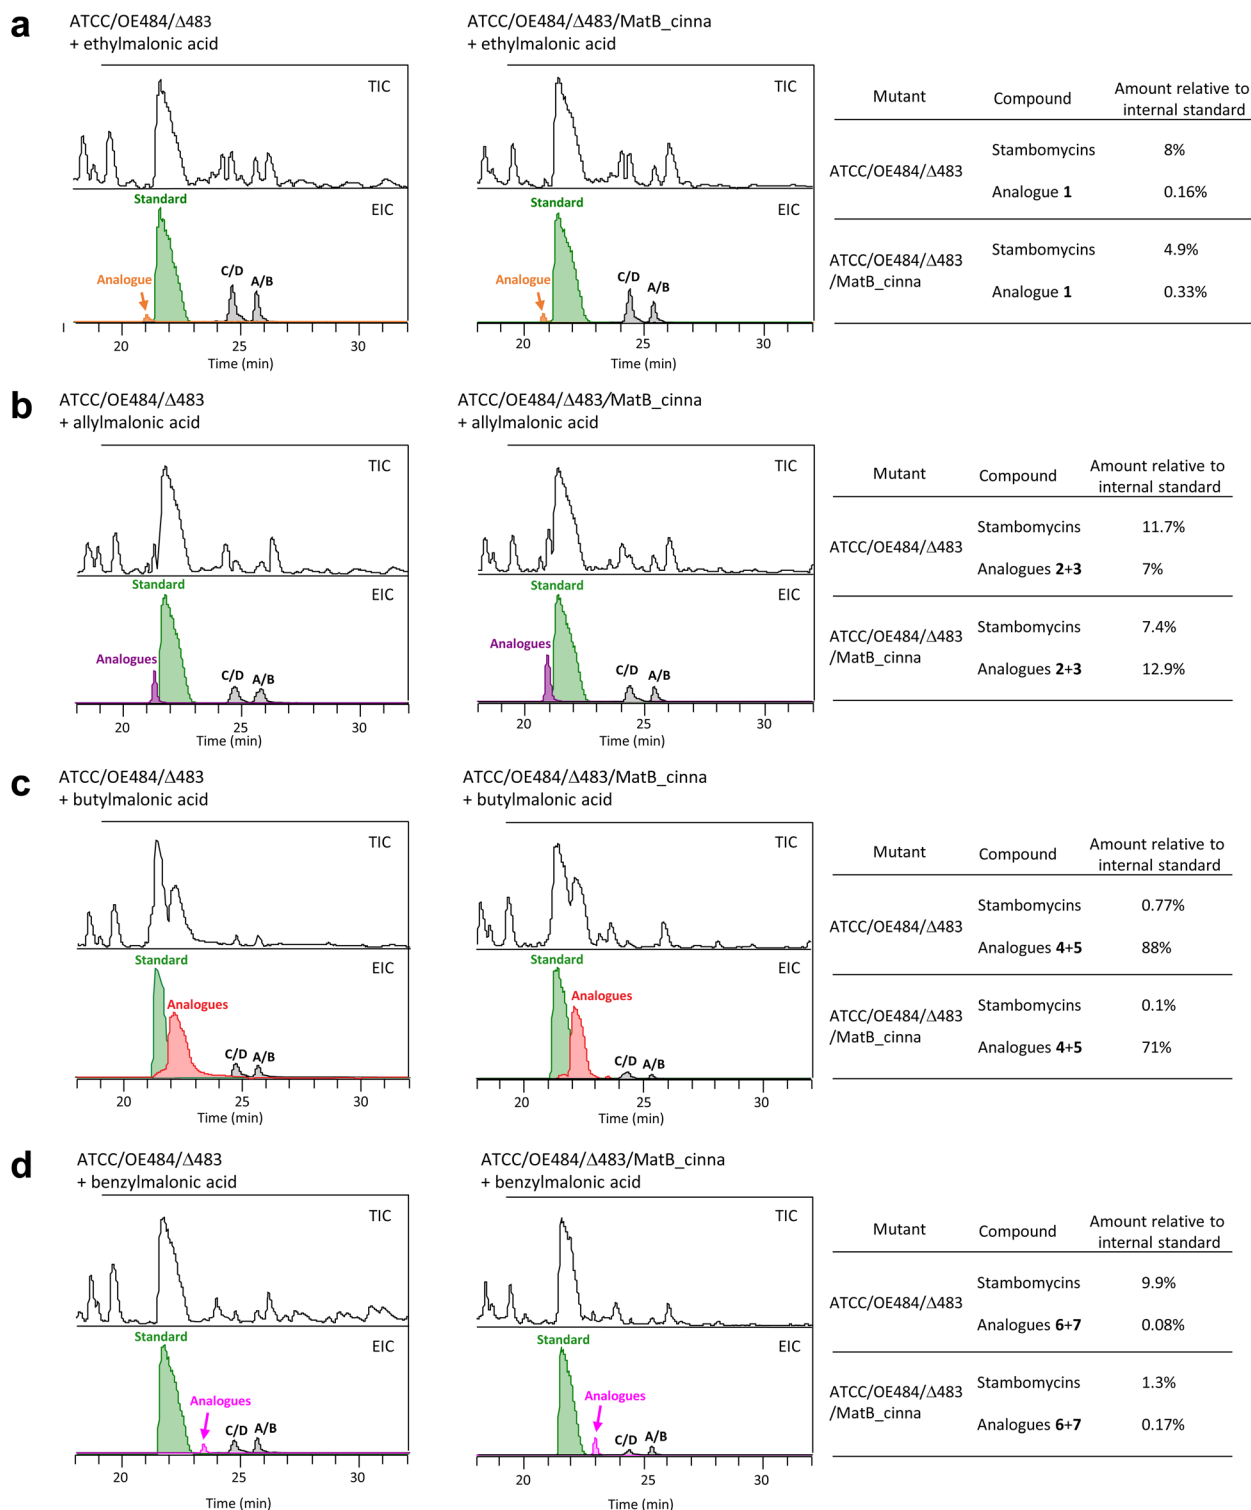 a
ATCC/OE484/Δ483
+ ethylmalonic acid
TIC
EIC
Standard
Analogue
C/D
A/B
20
25
30
Time (min)
ATCC/OE484/Δ483/MatB_cinna
+ ethylmalonic acid
TIC
EIC
Standard
Analogue
C/D
A/B
20
25
30
Time (min)
Mutant
Compound
Amount relative to
internal standard
ATCC/OE484/Δ483
Stambomycins
8%
Analogue 1
0.16%
ATCC/OE484/Δ483
/MatB_cinna
Stambomycins
4.9%
Analogue 1
0.33%
b
ATCC/OE484/Δ483
+ allylmalonic acid
TIC
EIC
Standard
Analogues
C/D
A/B
20
25
30
Time (min)
ATCC/OE484/Δ483/MatB_cinna
+ allylmalonic acid
TIC
EIC
Standard
Analogues
C/D
A/B
20
25
30
Time (min)
Mutant
Compound
Amount relative to
internal standard
ATCC/OE484/Δ483
Stambomycins
11.7%
Analogues 2+3
7%
ATCC/OE484/Δ483
/MatB_cinna
Stambomycins
7.4%
Analogues 2+3
12.9%
c
ATCC/OE484/Δ483
+ butylmalonic acid
TIC
EIC
Standard
Analogues
C/D
A/B
20
25
30
Time (min)
ATCC/OE484/Δ483/MatB_cinna
+ butylmalonic acid
TIC
EIC
Standard
Analogues
C/D
A/B
20
25
30
Time (min)
Mutant
Compound
Amount relative to
internal standard
ATCC/OE484/Δ483
Stambomycins
0.77%
Analogues 4+5
88%
ATCC/OE484/Δ483
/MatB_cinna
Stambomycins
0.1%
Analogues 4+5
71%
d
ATCC/OE484/Δ483
+ benzylmalonic acid
TIC
EIC
Standard
Analogues
C/D
A/B
20
25
30
Time (min)
ATCC/OE484/Δ483/MatB_cinna
+ benzylmalonic acid
TIC
EIC
Standard
Analogues
C/D
A/B
20
25
30
Time (min)
Mutant
Compound
Amount relative to
internal standard
ATCC/OE484/Δ483
Stambomycins
9.9%
Analogues 6+7
0.08%
ATCC/OE484/Δ483
/MatB_cinna
Stambomycins
1.3%
Analogues 6+7
0.17%